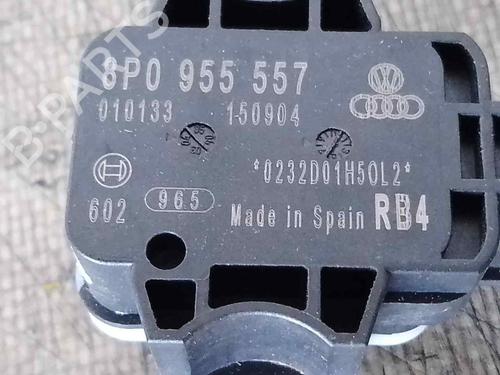 8P0 955 557
010133 150904
*0232D01H50L2*
602 965 Made in Spain RB4
B-PARTS